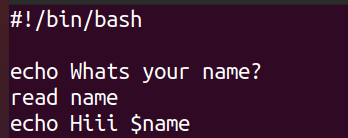 #!/bin/bash
echo Whats your name?
read name
echo Hiii $name